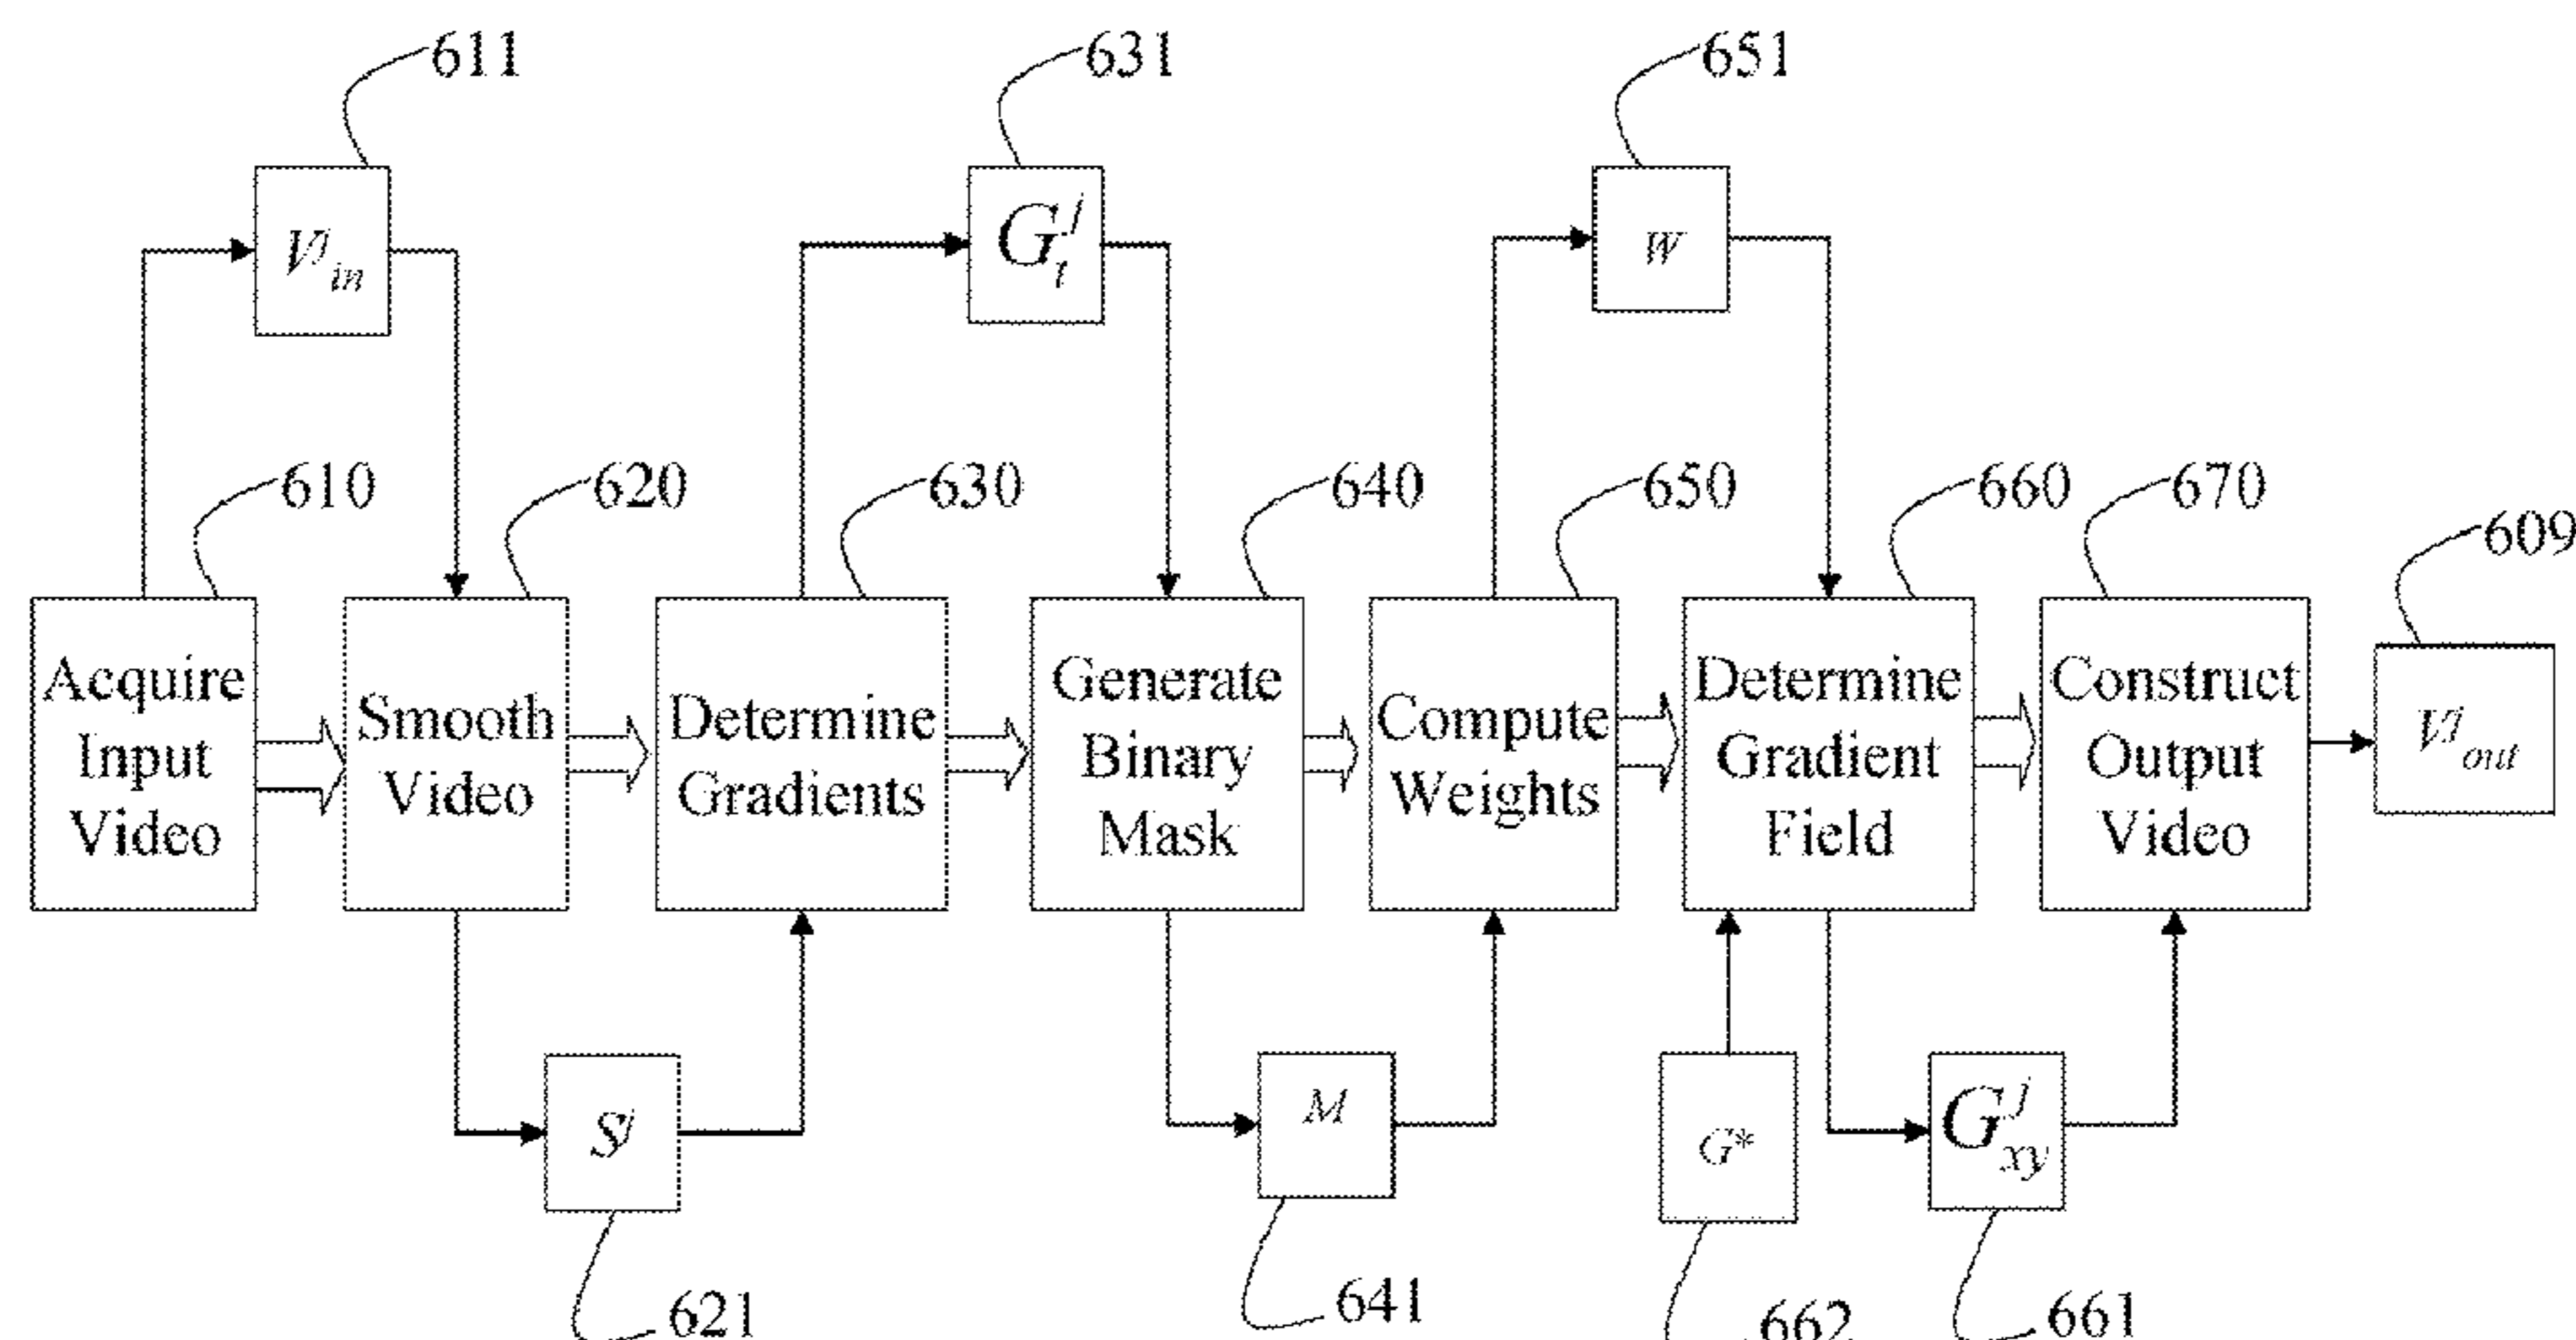 611
631
651
V^j_in
G^j_t
W
610
620
630
640
650
660
670
609
Acquire
Input
Video
Smooth
Video
Determine
Gradients
Generate
Binary
Mask
Compute
Weights
Determine
Gradient
Field
Construct
Output
Video
V^j_out
S^j
M
G*
G^j_xy
621
641
662
661